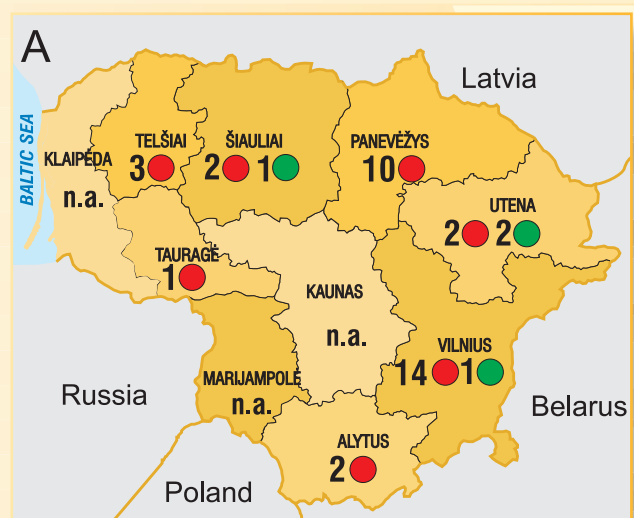 A
Latvia
BALTIC SEA
KLAIPĖDA
n.a.
TELŠIAI
3
ŠIAULIAI
2 1
PANEVĖŽYS
10
UTENA
2 2
TAURAGĖ
1
KAUNAS
n.a.
VILNIUS
14 1
MARIJAMPOLĖ
n.a.
ALYTUS
2
Russia
Belarus
Poland